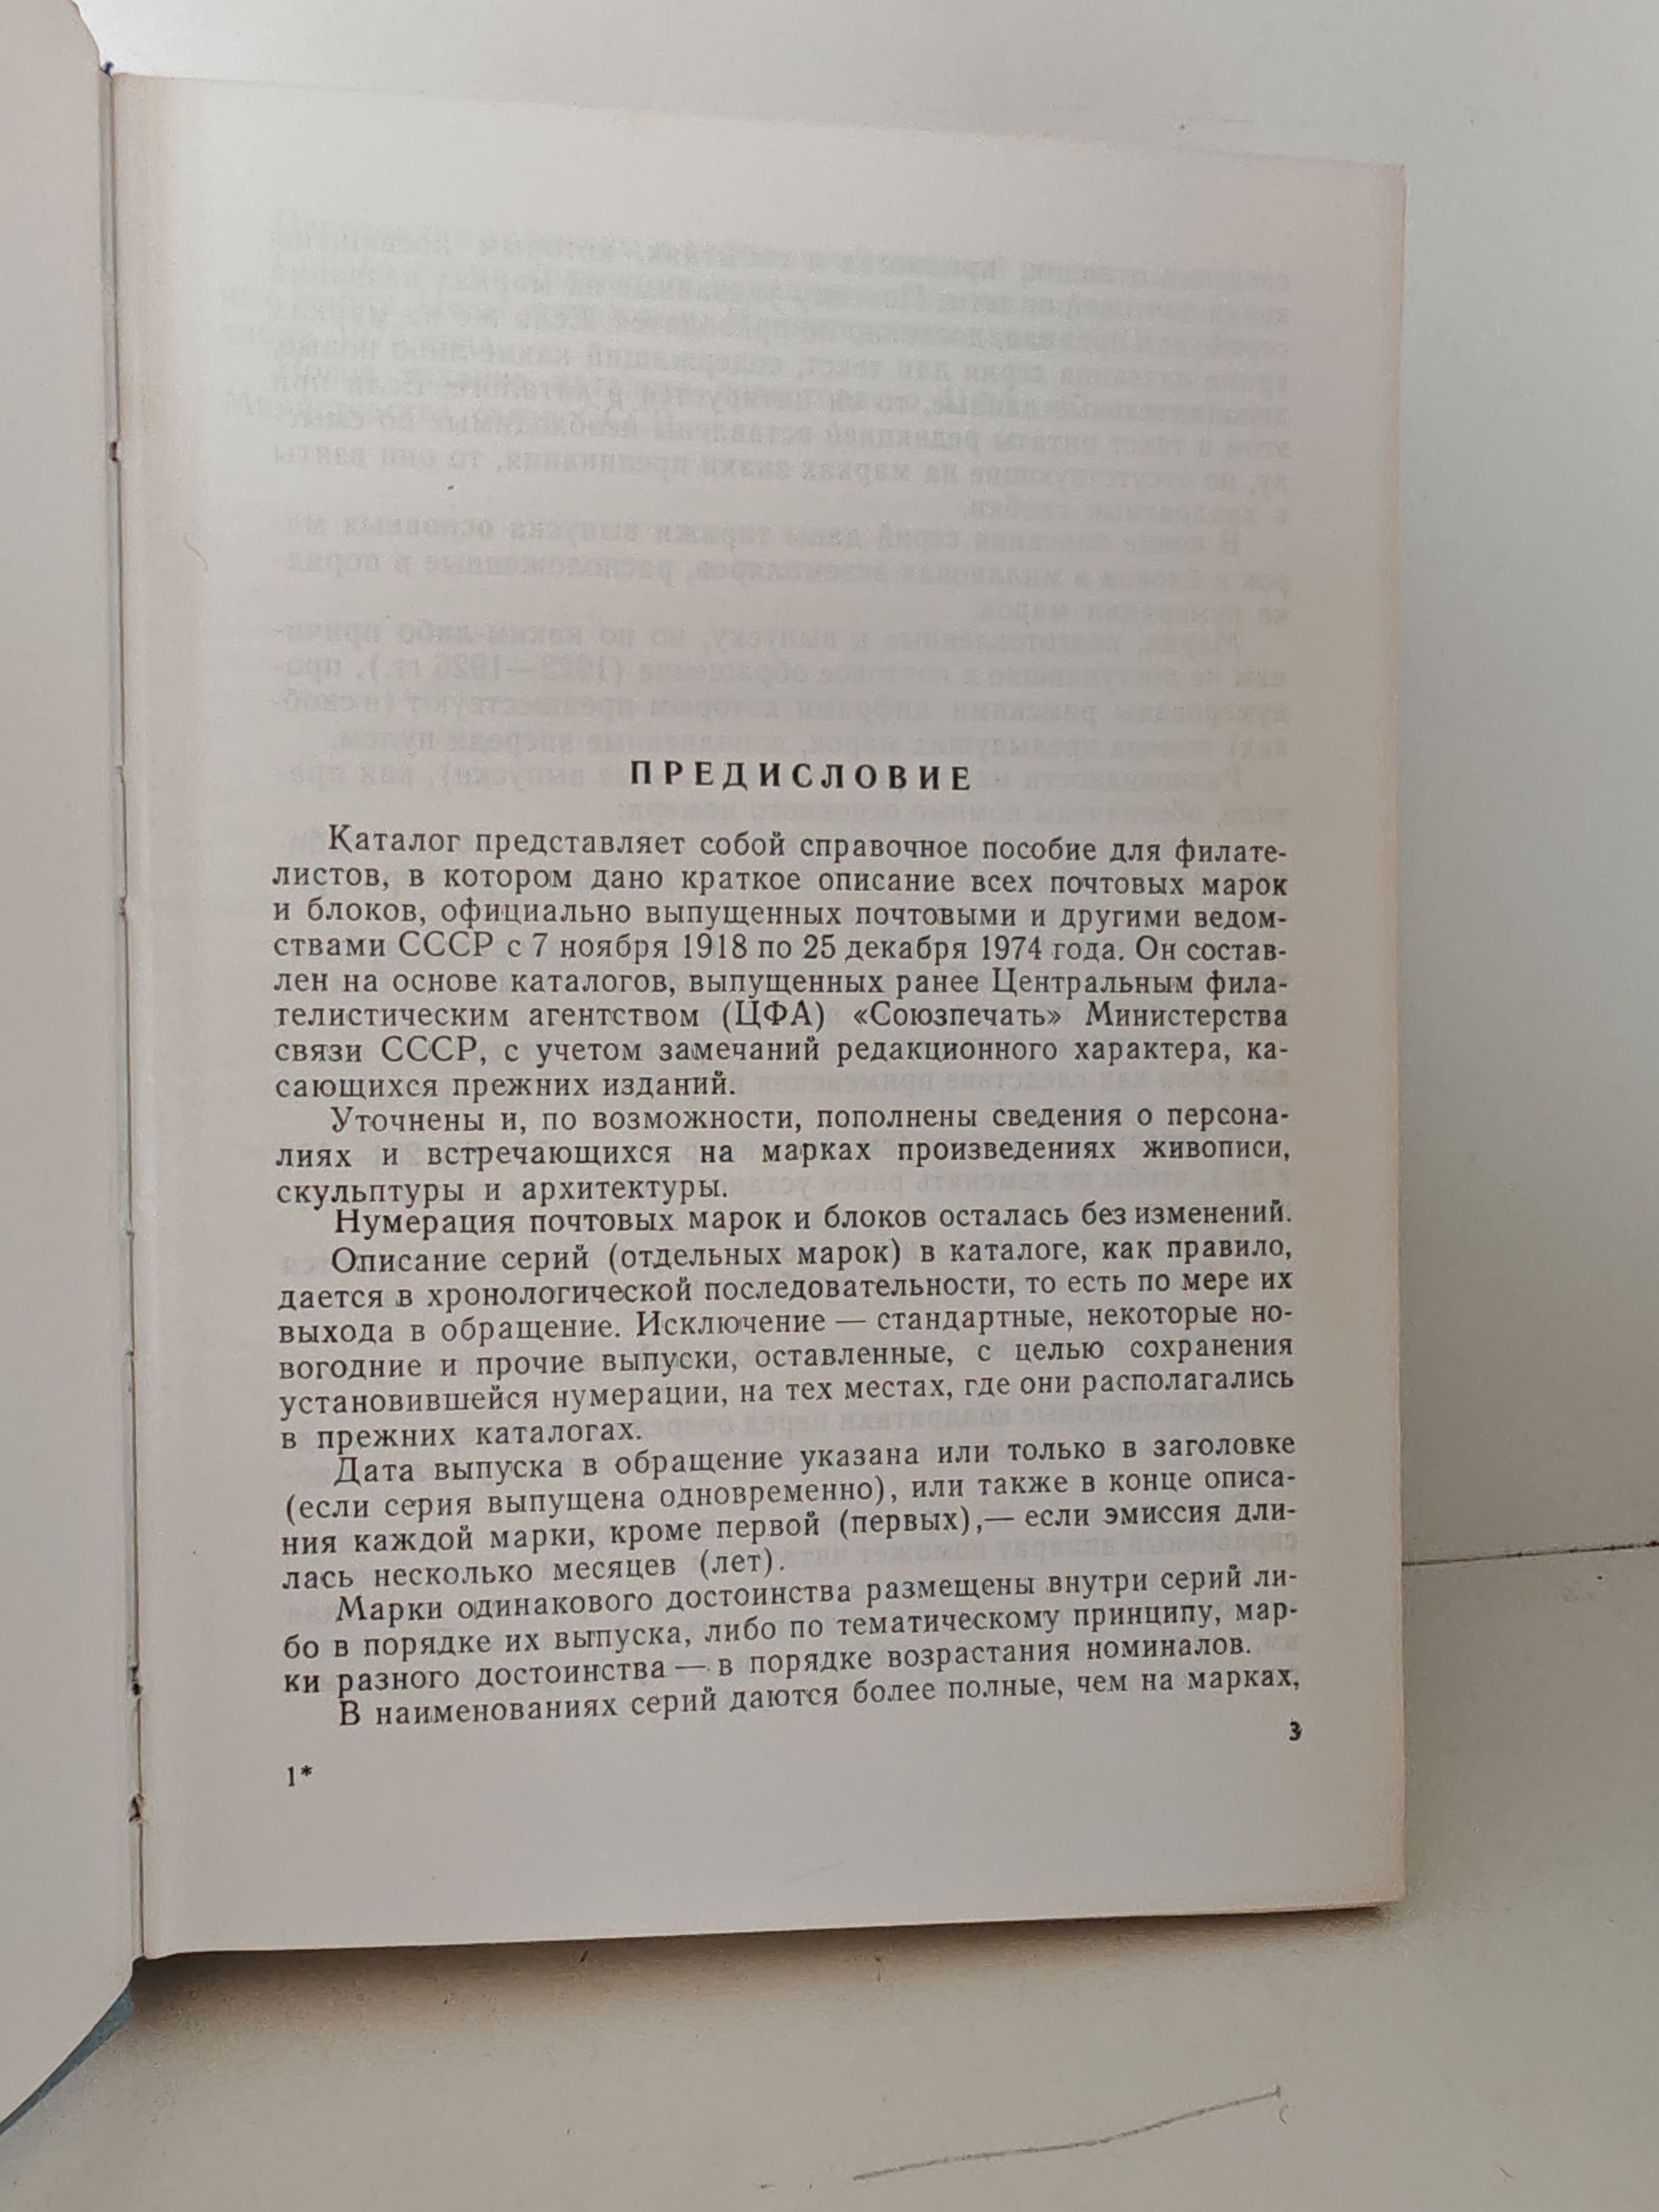 ПРЕДИСЛОВИЕ
Каталог представляет собой справочное пособие для филате-
листов, в котором дано краткое описание всех почтовых марок
и блоков, официально выпущенных почтовыми и другими ведом-
ствами СССР с 7 ноября 1918 по 25 декабря 1974 года. Он состав-
лен на основе каталогов, выпущенных ранее Центральным фила-
телистическим агентством (ЦФА) «Союзпечать» Министерства
связи СССР, с учетом замечаний редакционного характера, ка-
сающихся прежних изданий.
Уточнены и, по возможности, пополнены сведения о персона-
лиях и встречающихся на марках произведениях живописи,
скульптуры и архитектуры.
Нумерация почтовых марок и блоков осталась без изменений.
Описание серий (отдельных марок) в каталоге, как правило,
дается в хронологической последовательности, то есть по мере их
выхода в обращение. Исключение — стандартные, некоторые но-
вогодние и прочие выпуски, оставленные, с целью сохранения
установившейся нумерации, на тех местах, где они располагались
в прежних каталогах.
Дата выпуска в обращение указана или только в заголовке
(если серия выпущена одновременно), или также в конце описа-
ния каждой марки, кроме первой (первых),— если эмиссия дли-
лась несколько месяцев (лет).
Марки одинакового достоинства размещены внутри серий ли-
бо в порядке их выпуска, либо по тематическому принципу, мар-
ки разного достоинства — в порядке возрастания номиналов.
В наименованиях серий даются более полные, чем на марках,
3
1*